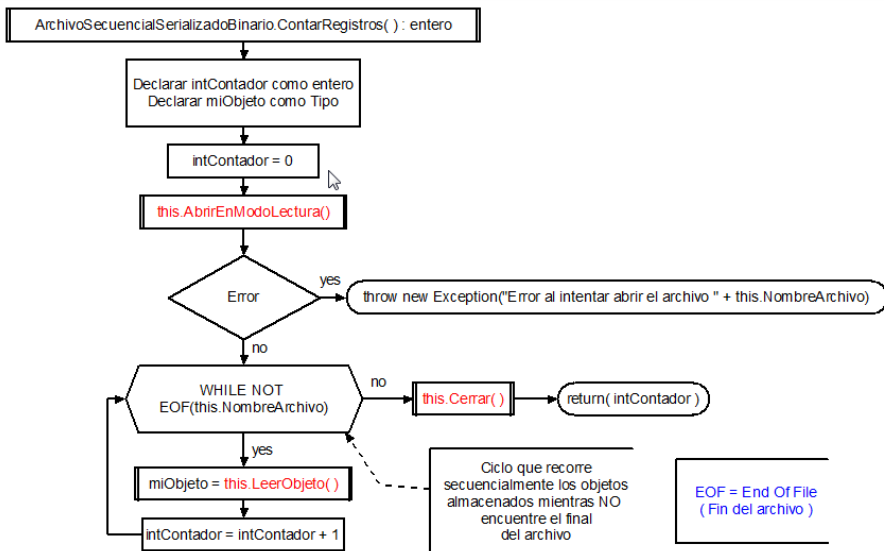 ArchivoSecuencialSerializadoBinario.ContarRegistros( ) : entero
Declarar intContador como entero
Declarar miObjeto como Tipo
intContador = 0
this.AbrirEnModoLectura()
Error
yes
throw new Exception("Error al intentar abrir el archivo " + this.NombreArchivo)
no
WHILE NOT
EOF(this.NombreArchivo)
no
this.Cerrar( )
return( intContador )
yes
miObjeto = this.LeerObjeto( )
intContador = intContador + 1
Ciclo que recorre
secuencialmente los objetos
almacenados mientras NO
encuentre el final
del archivo
EOF = End Of File
( Fin del archivo )